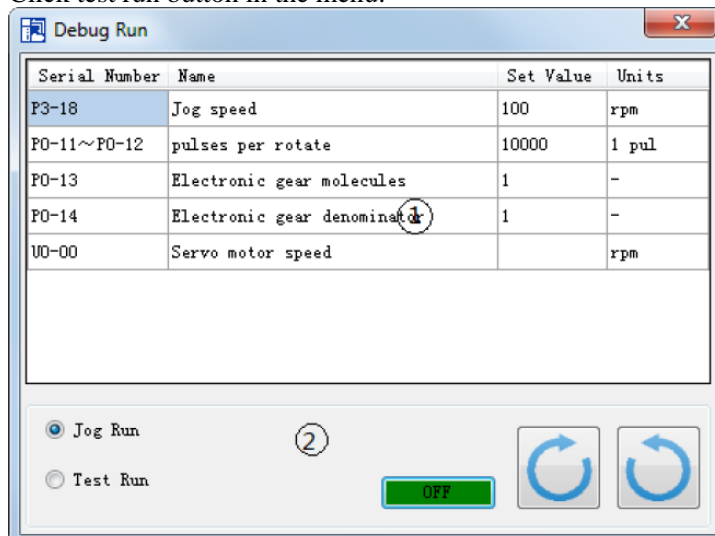 Click test run button in the menu.
Debug Run
Serial Number Name Set Value Units
P3-18 Jog speed 100 rpm
P0-11~P0-12 pulses per rotate 10000 1 pul
P0-13 Electronic gear molecules 1 -
P0-14 Electronic gear denominator 1 -
①
U0-00 Servo motor speed rpm
Jog Run
②
Test Run
OFF